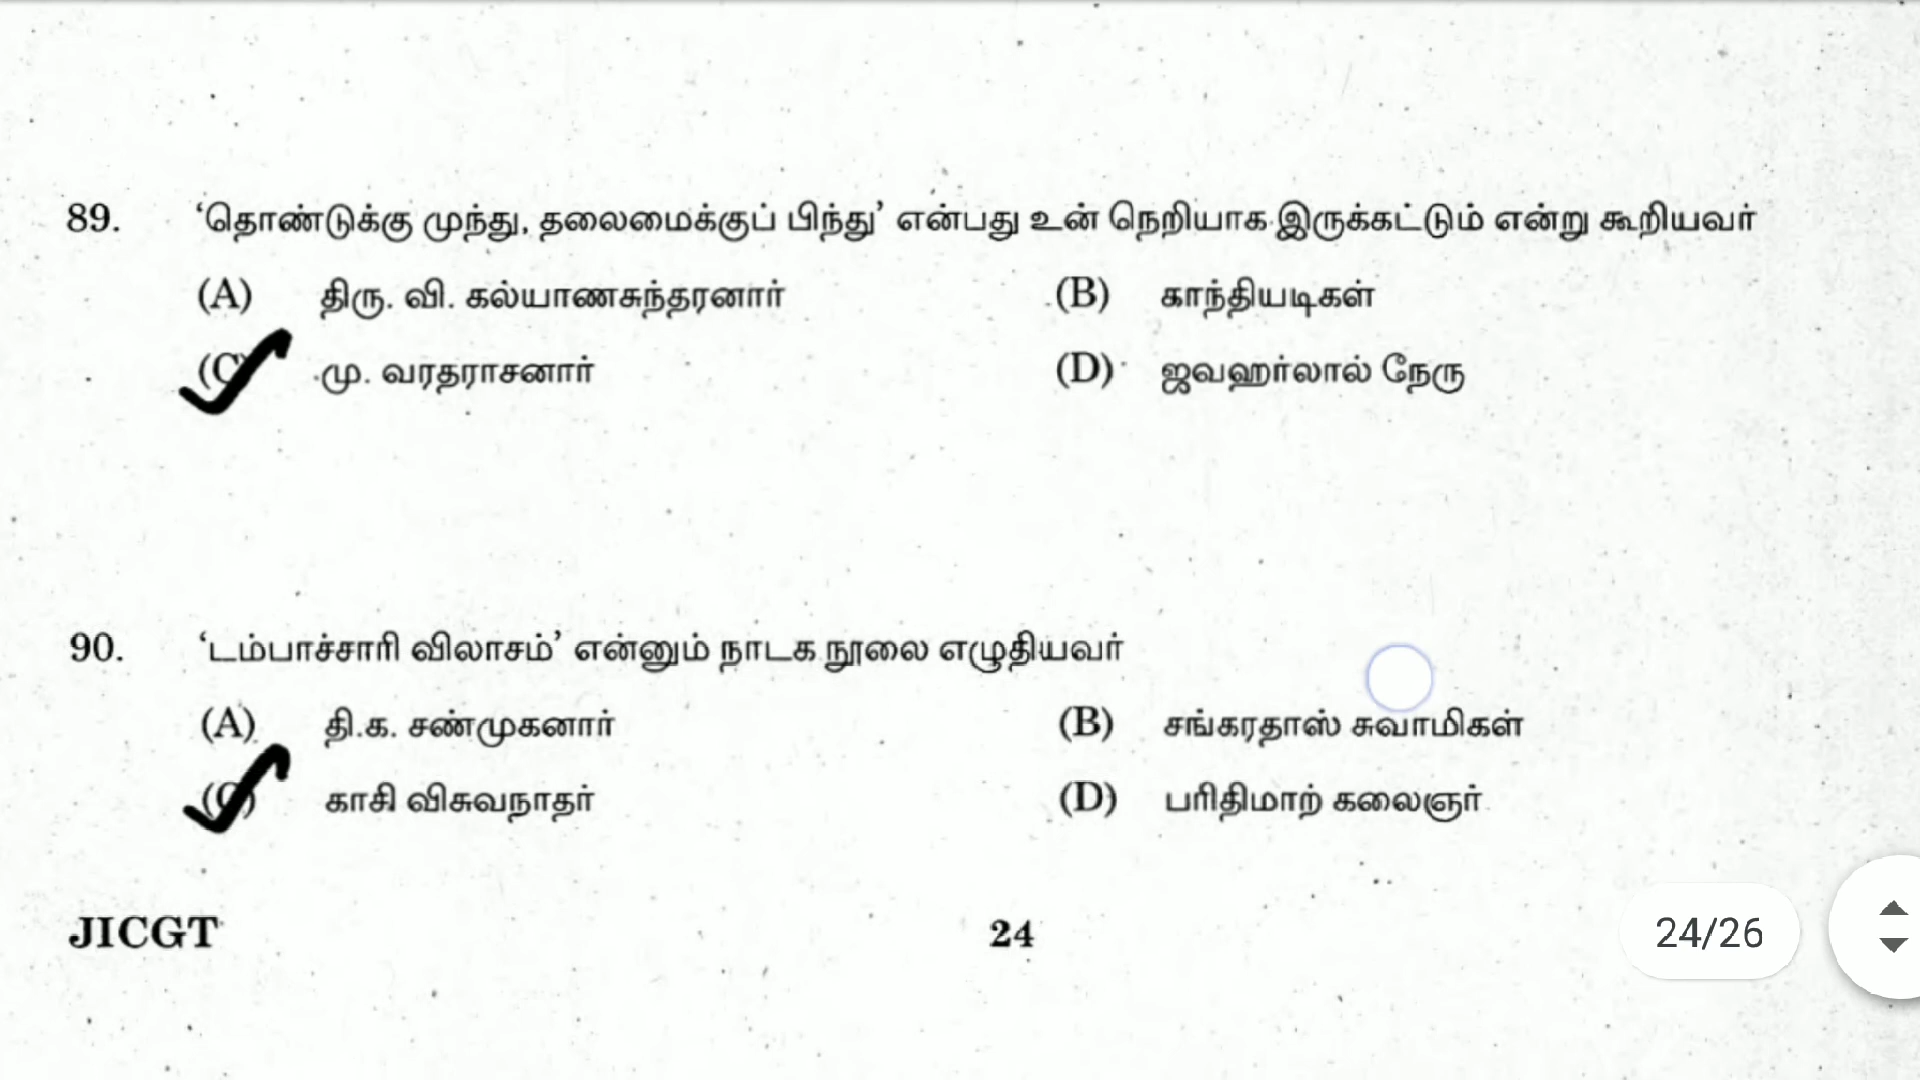 89. ‘தொண்டுக்கு முந்து, தலைமைக்குப் பிந்து’ என்பது உன் நெறியாக இருக்கட்டும் என்று கூறியவர்
(A) திரு. வி. கல்யாணசுந்தரனார் (B) காந்தியடிகள்
(C) மு. வரதராசனார் (D) ஜவஹர்லால் நேரு
90. ‘டம்பாச்சாரி விலாசம்’ என்னும் நாடக நூலை எழுதியவர்
(A) தி.க. சண்முகனார் (B) சங்கரதாஸ் சுவாமிகள்
(C) காசி விசுவநாதர் (D) பரிதிமாற் கலைஞர்
JICGT 24 24/26